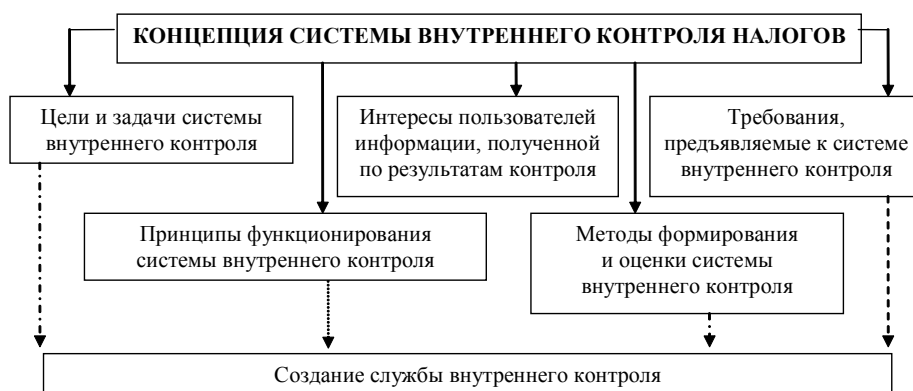 КОНЦЕПЦИЯ СИСТЕМЫ ВНУТРЕННЕГО КОНТРОЛЯ НАЛОГОВ
Цели и задачи системы
внутреннего контроля
Интересы пользователей
информации, полученной
по результатам контроля
Требования,
предъявляемые к системе
внутреннего контроля
Принципы функционирования
системы внутреннего контроля
Методы формирования
и оценки системы
внутреннего контроля
Создание службы внутреннего контроля